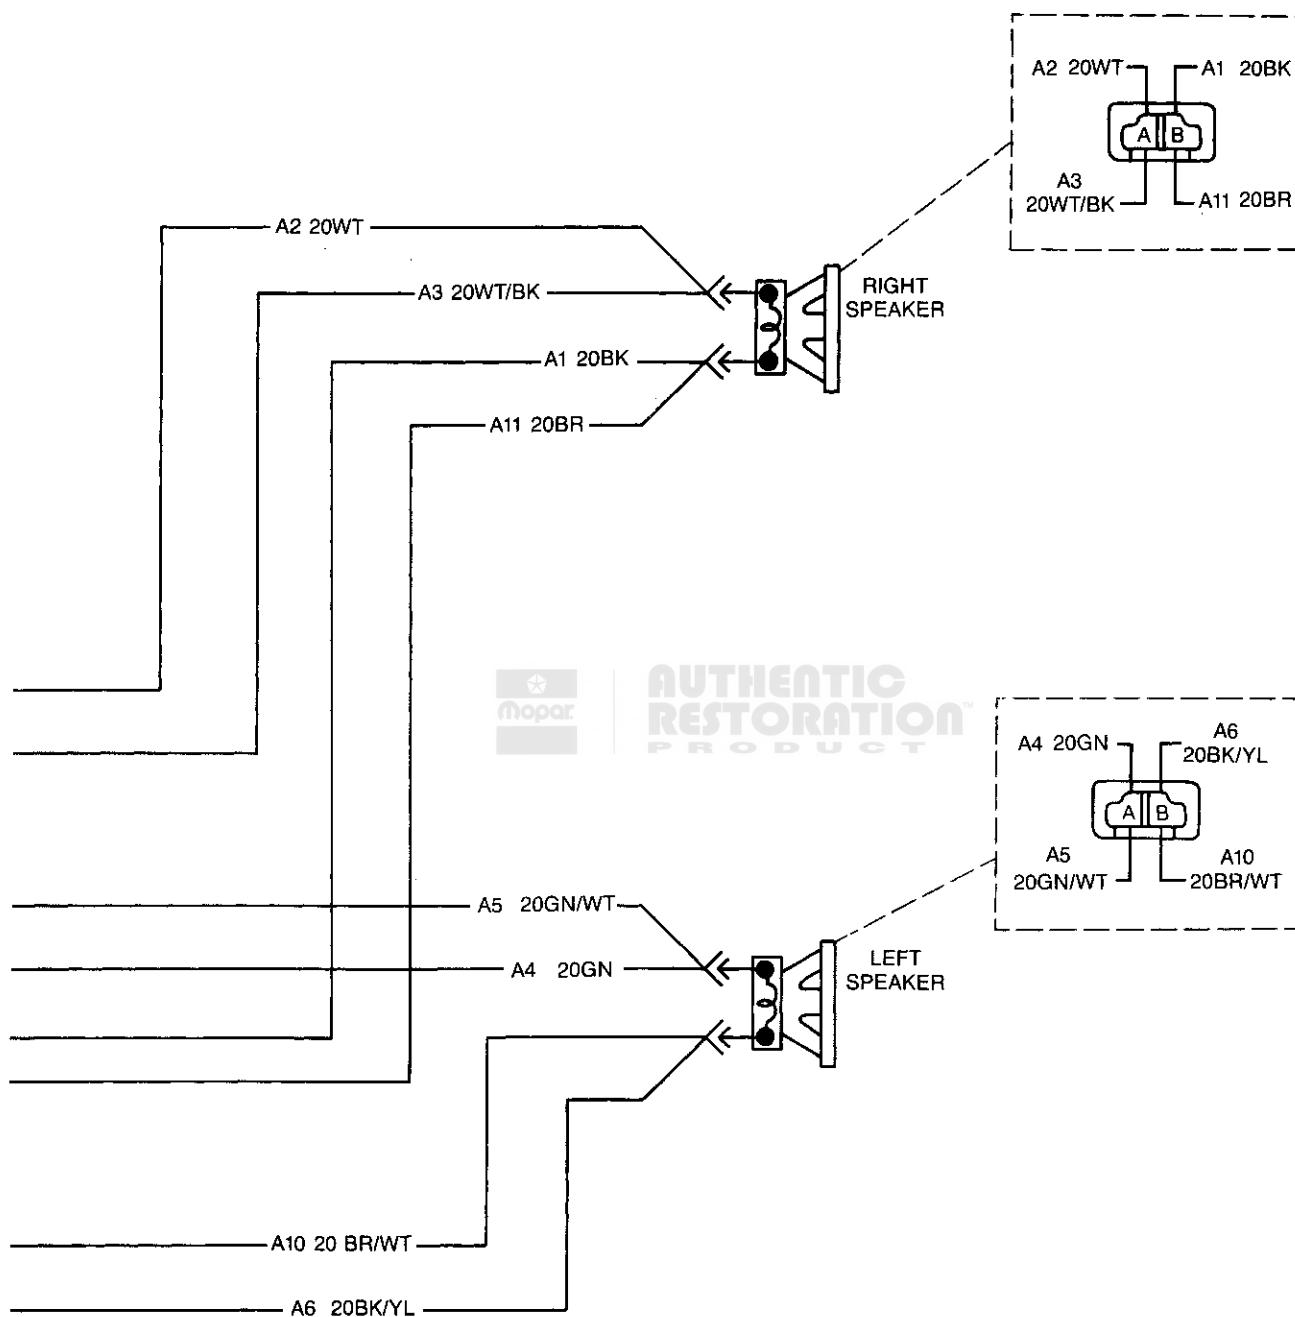 A2 20WT
A1 20BK
A B
A3
20WT/BK
A11 20BR
A2 20WT
A3 20WT/BK
RIGHT
SPEAKER
A1 20BK
A11 20BR
Mopar
AUTHENTIC
RESTORATION™
PRODUCT
A4 20GN
A6
20BK/YL
A B
A5
20GN/WT
A10
20BR/WT
A5 20GN/WT
A4 20GN
LEFT
SPEAKER
A10 20 BR/WT
A6 20BK/YL